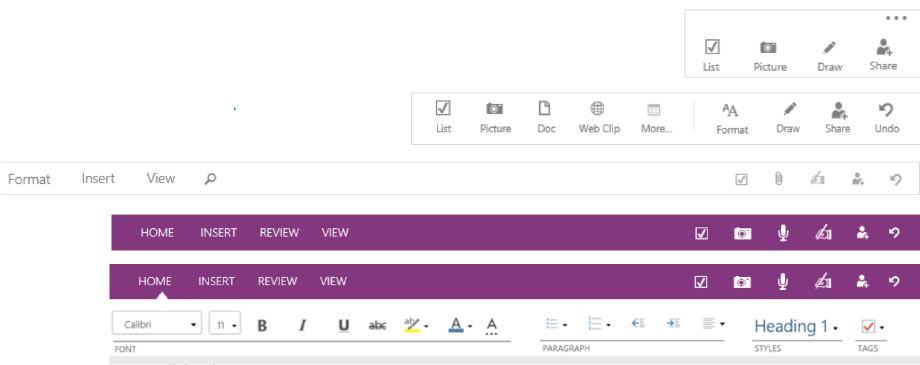 List Picture Draw Share
List Picture Doc Web Clip More... Format Draw Share Undo
Format Insert View
HOME INSERT REVIEW VIEW
HOME INSERT REVIEW VIEW
Calibri 11 B I U abc aby A A Heading 1
FONT PARAGRAPH STYLES TAGS